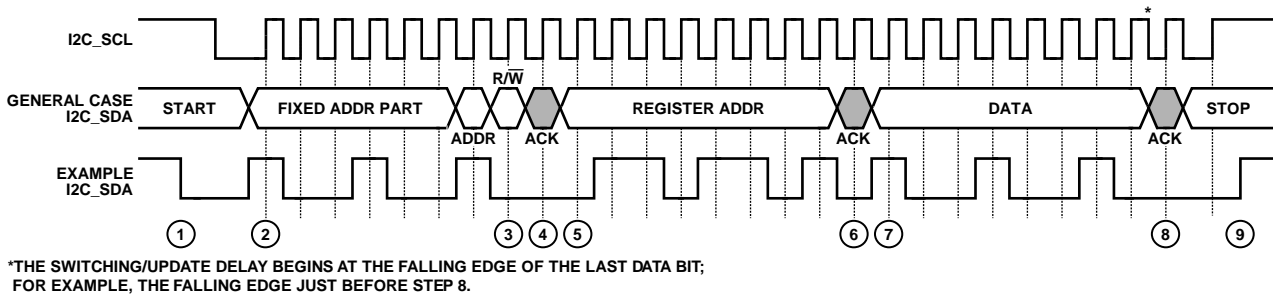 *
I2C_SCL
R/W
GENERAL CASE
I2C_SDA
START
FIXED ADDR PART
REGISTER ADDR
DATA
STOP
ADDR
ACK
ACK
ACK
EXAMPLE
I2C_SDA
1
2
3
4
5
6
7
8
9
*THE SWITCHING/UPDATE DELAY BEGINS AT THE FALLING EDGE OF THE LAST DATA BIT;
FOR EXAMPLE, THE FALLING EDGE JUST BEFORE STEP 8.